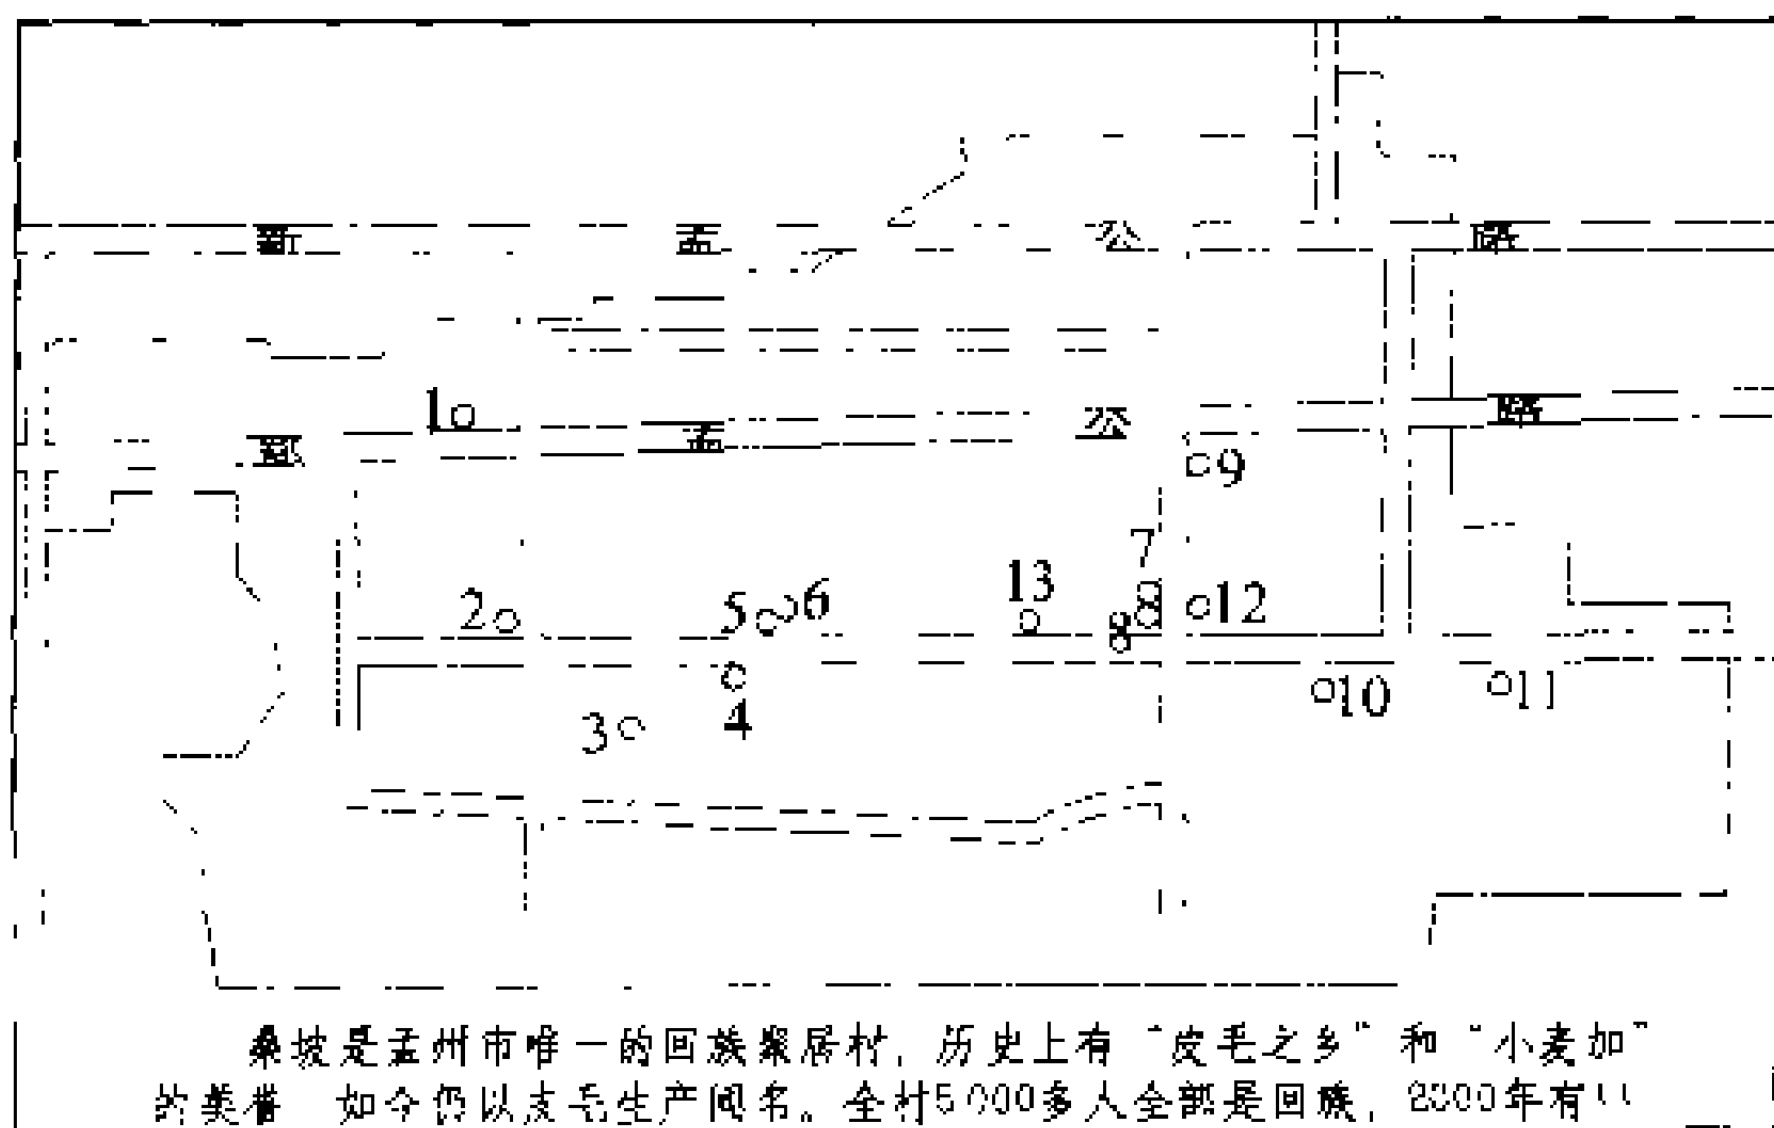 新 孟 公 路
1
新 孟 公 路
9
7
13
2 5 6 8 12
8
10 11
4
3
桑坡是孟州市唯一的回族聚居村，历史上有“皮毛之乡”和“小麦加”
的美誉 如今仍以皮毛生产闻名。全村5000多人全部是回族，2000年有